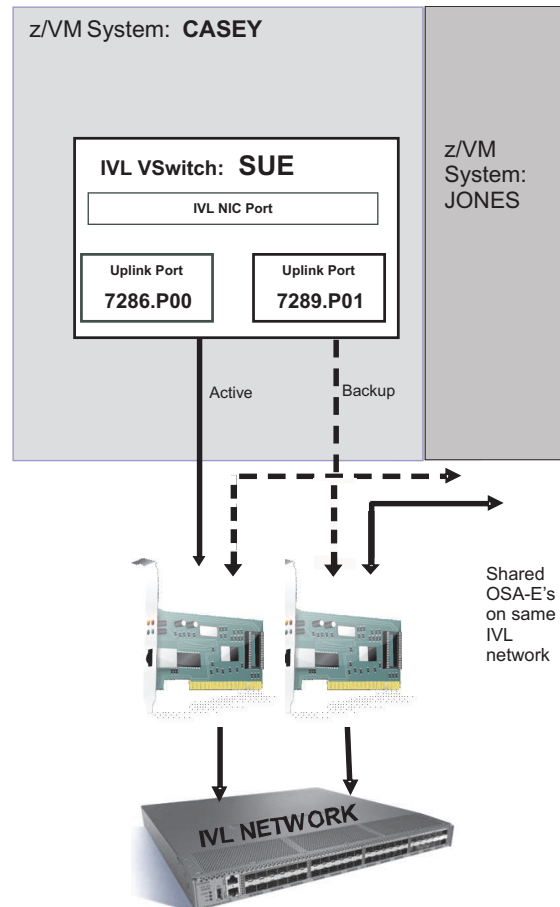 z/VM System: CASEY
z/VM
System:
JONES
IVL VSwitch: SUE
IVL NIC Port
Uplink Port
7286.P00
Uplink Port
7289.P01
Active
Backup
Shared
OSA-E's
on same
IVL
network
IVL NETWORK